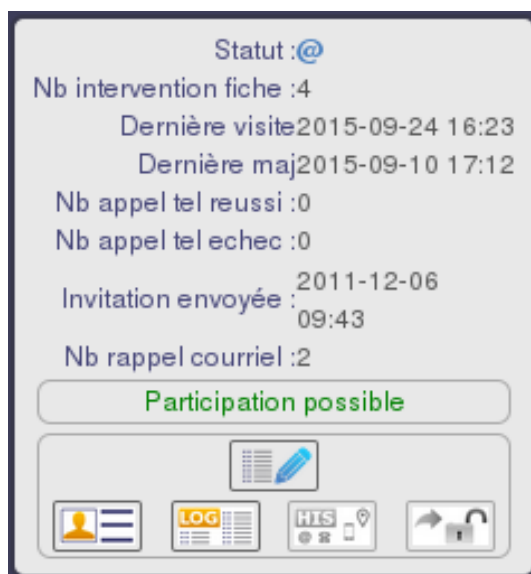 Statut :@
Nb intervention fiche :4
Dernière visite2015-09-24 16:23
Dernière maj2015-09-10 17:12
Nb appel tel reussi :0
Nb appel tel echec :0
Invitation envoyée :2011-12-06
09:43
Nb rappel courriel :2
Participation possible
LOG HIS
@